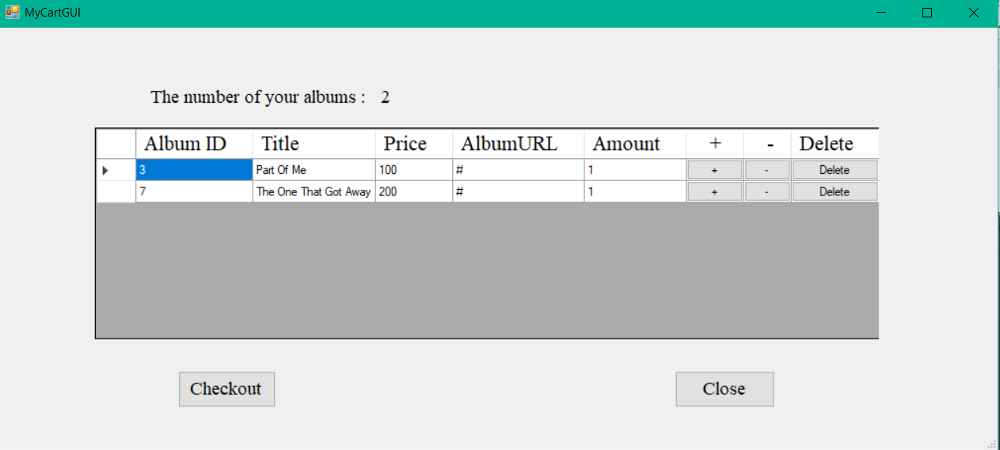 MyCartGUI
The number of your albums : 2
Album ID Title Price AlbumURL Amount + - Delete
3 Part Of Me 100 # 1 + - Delete
7 The One That Got Away 200 # 1 + - Delete
Checkout Close